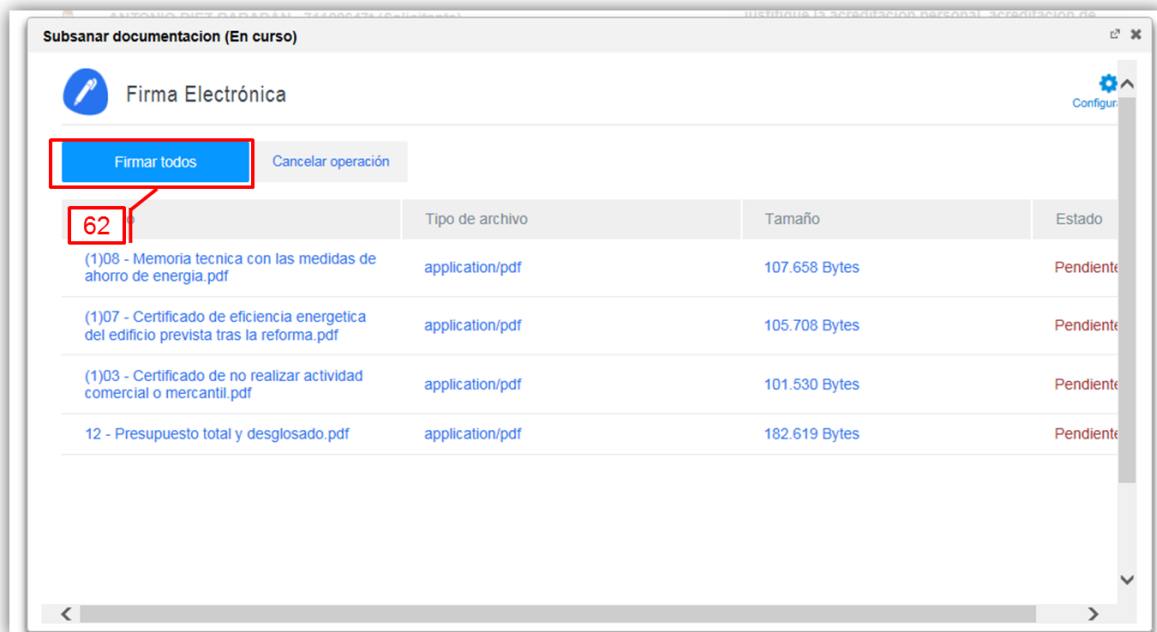 Subsanar documentacion (En curso)
Firma Electrónica
Configur
Firmar todos
Cancelar operación
62
Tipo de archivo
Tamaño
Estado
(1)08 - Memoria tecnica con las medidas de
ahorro de energia.pdf
application/pdf
107.658 Bytes
Pendiente
(1)07 - Certificado de eficiencia energetica
del edificio prevista tras la reforma.pdf
application/pdf
105.708 Bytes
Pendiente
(1)03 - Certificado de no realizar actividad
comercial o mercantil.pdf
application/pdf
101.530 Bytes
Pendiente
12 - Presupuesto total y desglosado.pdf
application/pdf
182.619 Bytes
Pendiente